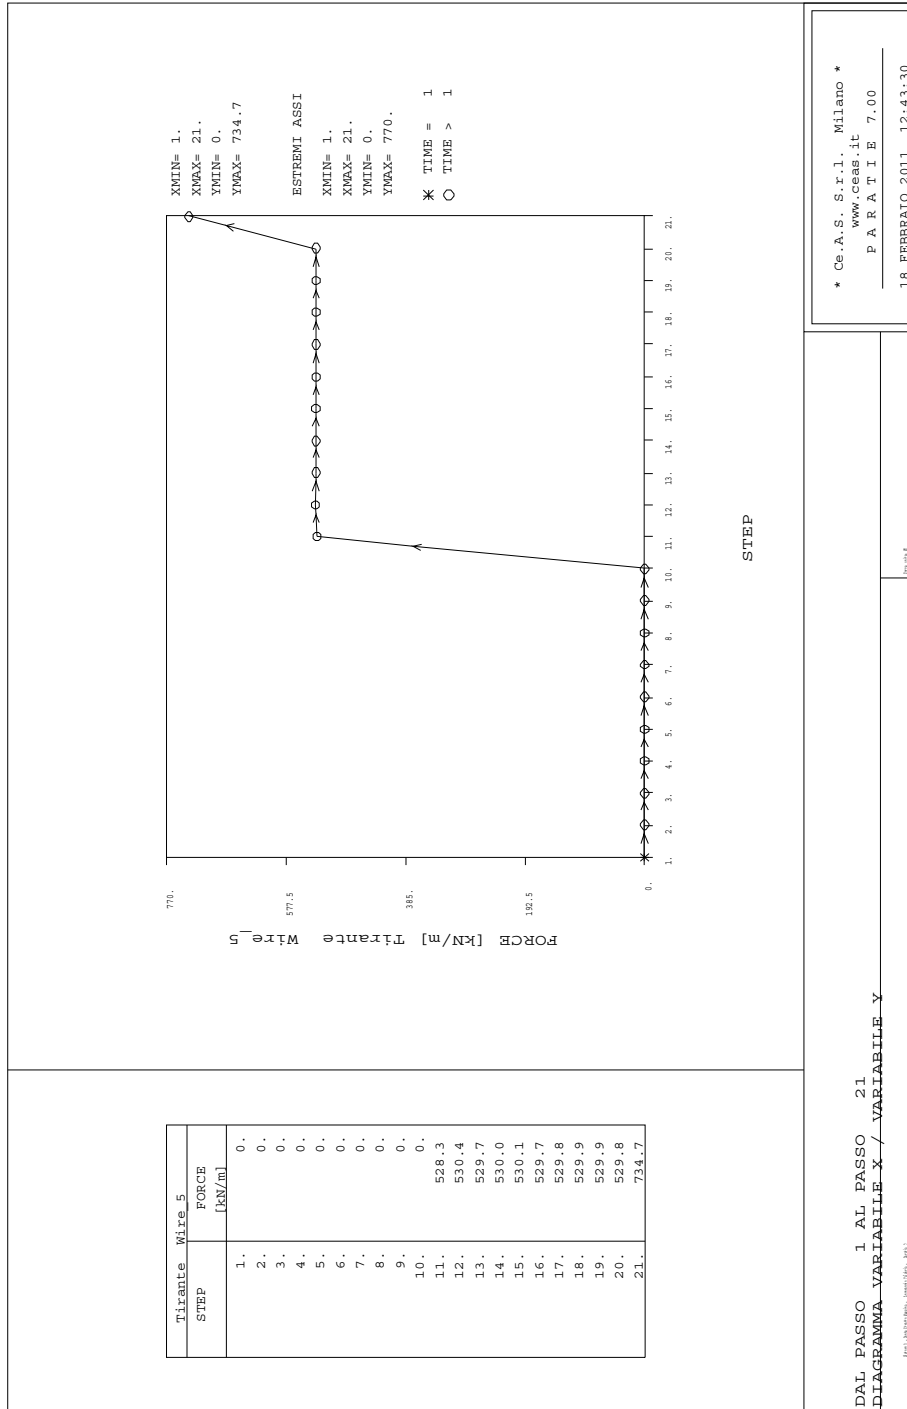 Tirante Wire_5
STEP FORCE
[kN/m]
1. 0.
2. 0.
3. 0.
4. 0.
5. 0.
6. 0.
7. 0.
8. 0.
9. 0.
10. 0.
11. 528.3
12. 530.4
13. 529.7
14. 530.0
15. 530.1
16. 529.7
17. 529.8
18. 529.9
19. 529.9
20. 529.8
21. 734.7
FORCE [kN/m] Tirante Wire_5
770.
577.5
385.
192.5
0.
1. 2. 3. 4. 5. 6. 7. 8. 9. 10. 11. 12. 13. 14. 15. 16. 17. 18. 19. 20. 21.
STEP
XMIN= 1.
XMAX= 21.
YMIN= 0.
YMAX= 734.7
ESTREMI ASSI
XMIN= 1.
XMAX= 21.
YMIN= 0.
YMAX= 770.
TIME = 1
TIME > 1
DAL PASSO 1 AL PASSO 21
DIAGRAMMA VARIABILE X / VARIABILE Y
* Ce.A.S. S.r.l. Milano *
www.ceas.it
P A R A T I E 7.00
18 FEBBRAIO 2011 12:43:30